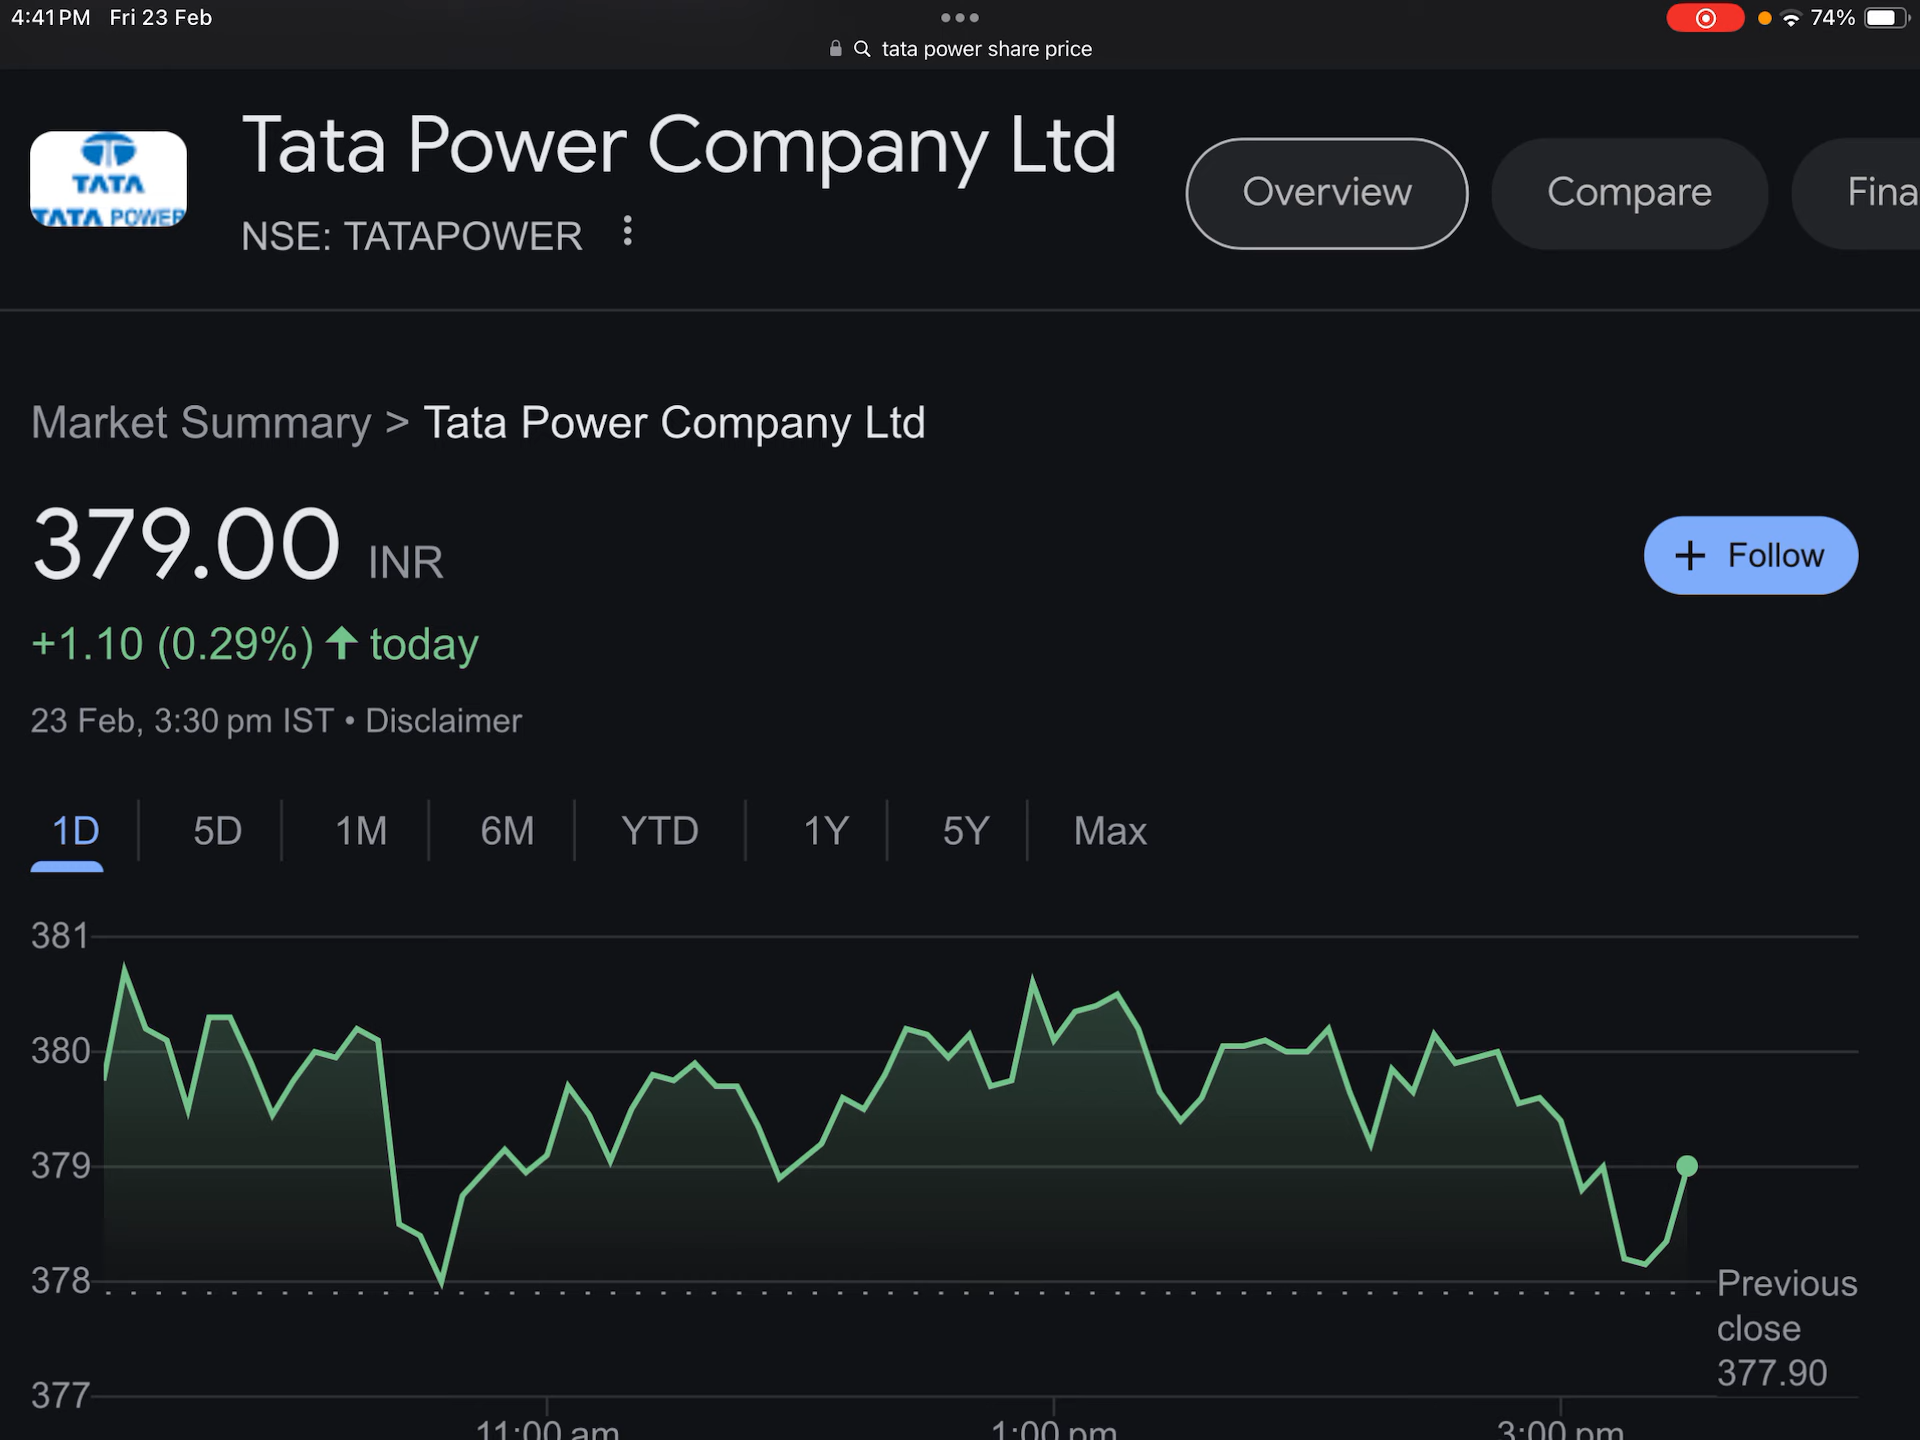 4:41 PM Fri 23 Feb
74%
tata power share price
TATA
TATA POWER
Tata Power Company Ltd
NSE: TATAPOWER
Overview
Compare
Fina
Market Summary > Tata Power Company Ltd
379.00 INR
+ Follow
+1.10 (0.29%) ↑ today
23 Feb, 3:30 pm IST • Disclaimer
1D 5D 1M 6M YTD 1Y 5Y Max
381
380
379
378
Previous
close
377.90
377
11:00 am 1:00 pm 3:00 pm